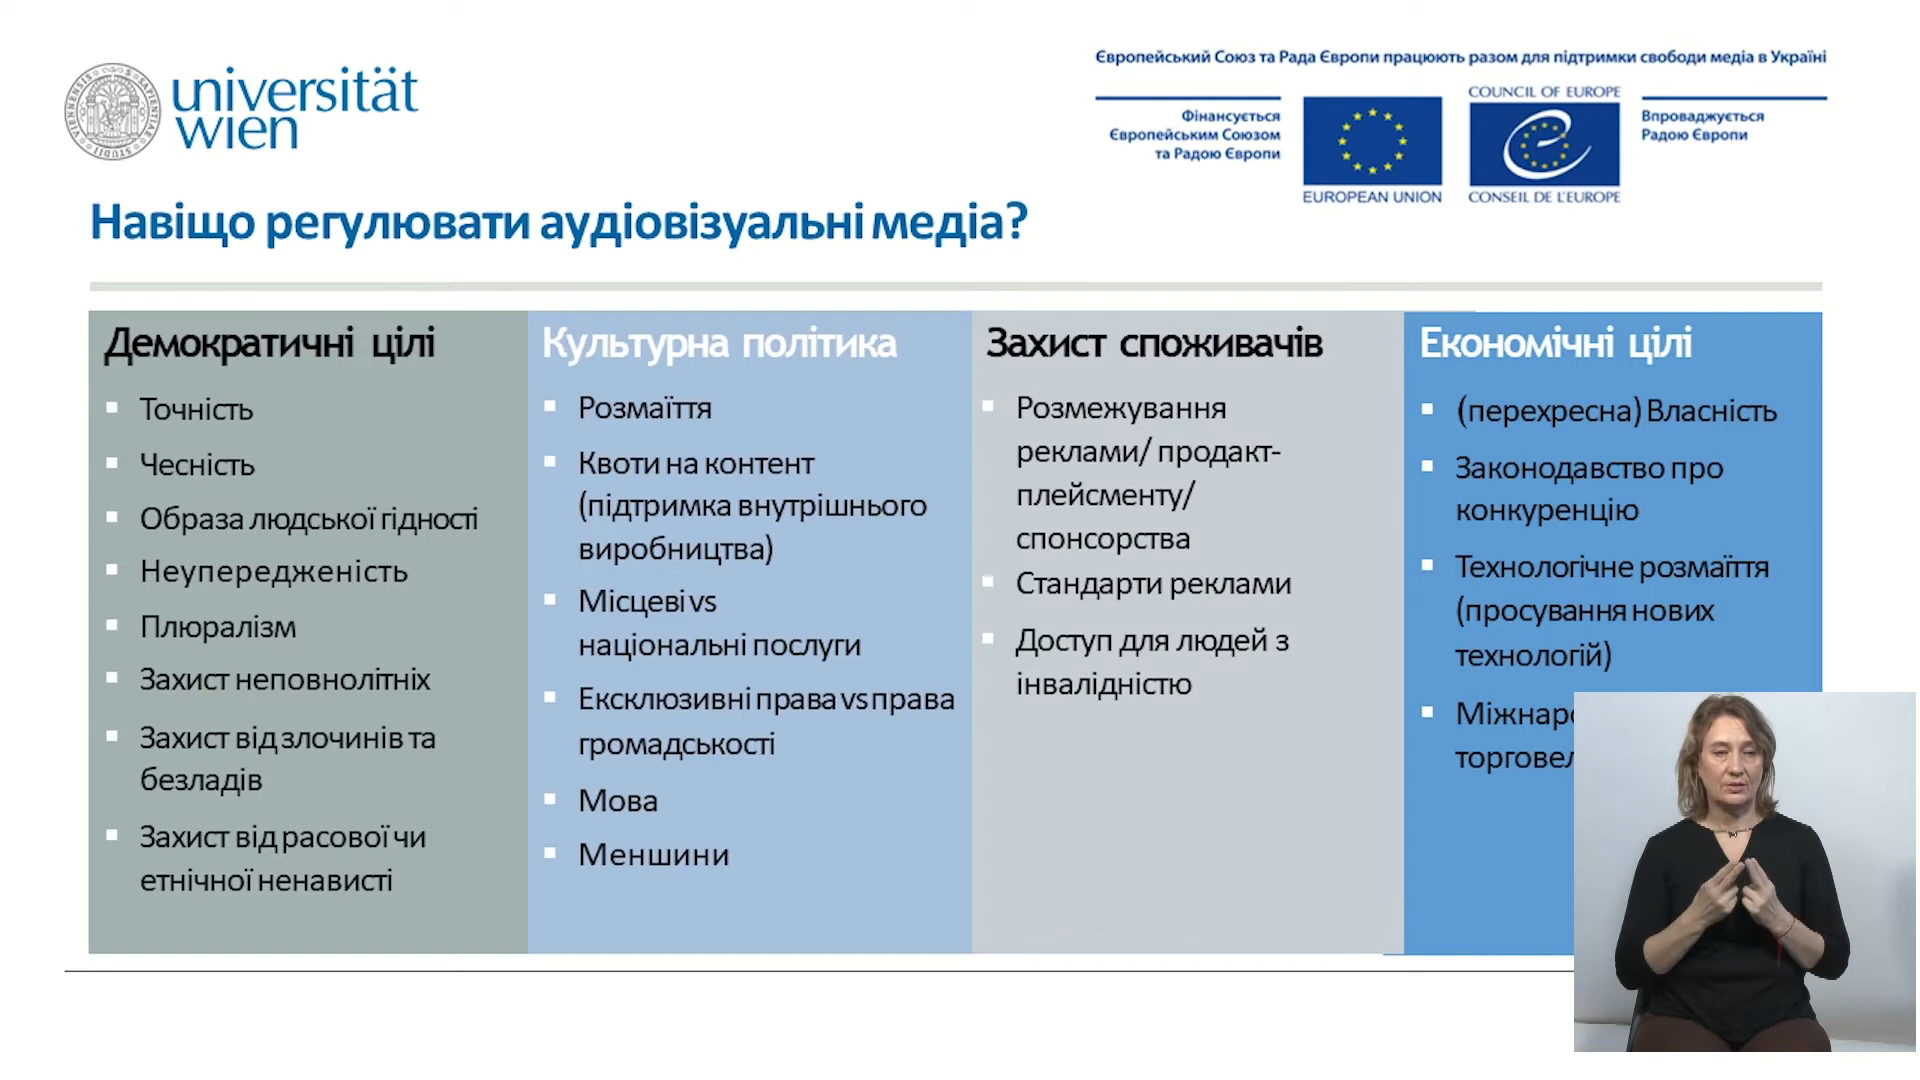 universität
wien
Європейський Союз та Рада Європи працюють разом для підтримки свободи медіа в Україні
Фінансується
Європейським Союзом
та Радою Європи
EUROPEAN UNION
COUNCIL OF EUROPE
CONSEIL DE L'EUROPE
Впроваджується
Радою Європи
Навіщо регулювати аудіовізуальні медіа?
Демократичні цілі
Точність
Чесність
Образа людської гідності
Неупередженість
Плюралізм
Захист неповнолітніх
Захист від злочинів та
безладів
Захист від расової чи
етнічної ненависті
Культурна політика
Розмаїття
Квоти на контент
(підтримка внутрішнього
виробництва)
Місцеві vs
національні послуги
Ексклюзивні права vs права
громадськості
Мова
Меншини
Захист споживачів
Розмежування
реклами/ продакт-
плейсменту/
спонсорства
Стандарти реклами
Доступ для людей з
інвалідністю
Економічні цілі
(перехресна) Власність
Законодавство про
конкуренцію
Технологічне розмаїття
(просування нових
технологій)